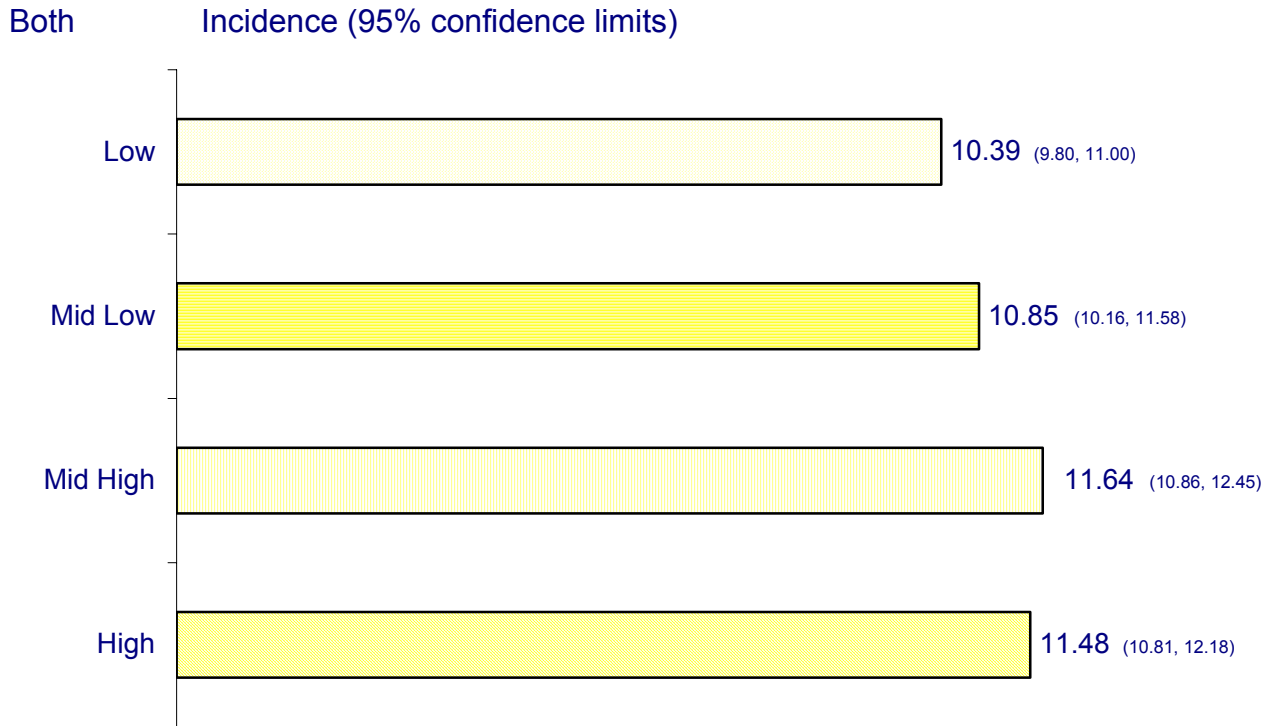 Both Incidence (95% confidence limits)
Low 10.39 (9.80, 11.00)
Mid Low 10.85 (10.16, 11.58)
Mid High 11.64 (10.86, 12.45)
High 11.48 (10.81, 12.18)